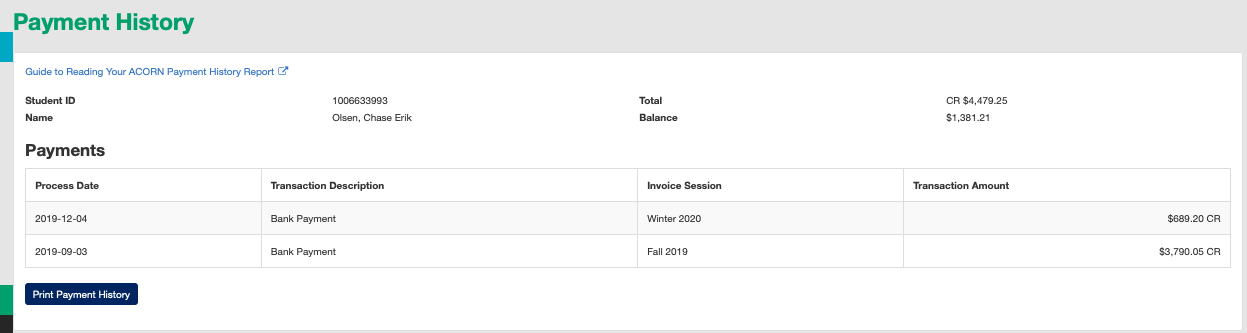 Payment History
Guide to Reading Your ACORN Payment History Report
Student ID 1006633993 Total CR $4,479.25
Name Olsen, Chase Erik Balance $1,381.21
Payments
Process Date Transaction Description Invoice Session Transaction Amount
2019-12-04 Bank Payment Winter 2020 $689.20 CR
2019-09-03 Bank Payment Fall 2019 $3,790.05 CR
Print Payment History